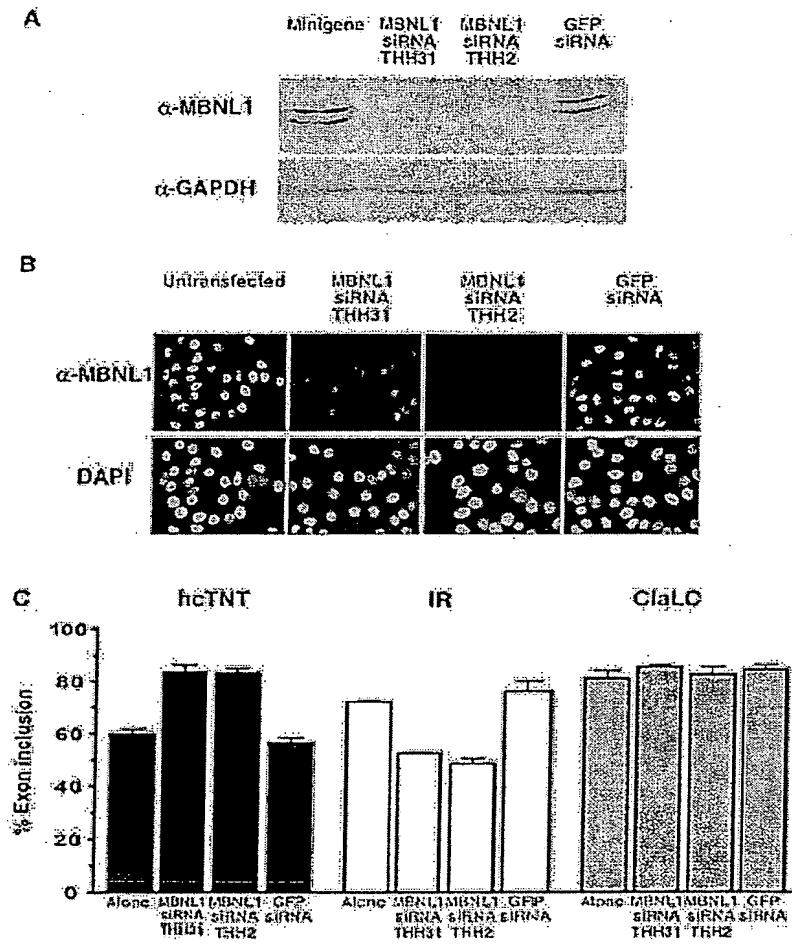 A
Minigene MBNL1 siRNA THH31 MBNL1 siRNA THH2 GFP siRNA
α-MBNL1
α-GAPDH
B
Untransfected MBNL1 siRNA THH31 MBNL1 siRNA THH2 GFP siRNA
α-MBNL1
DAPI
C
hcTNT IR ClaLC
% Exon Inclusion
100
80
60
40
20
0
Alone MBNL1 siRNA THH31 MBNL1 siRNA THH2 GFP siRNA Alone MBNL1 siRNA THH31 MBNL1 siRNA THH2 GFP siRNA Alone MBNL1 siRNA THH31 MBNL1 siRNA THH2 GFP siRNA